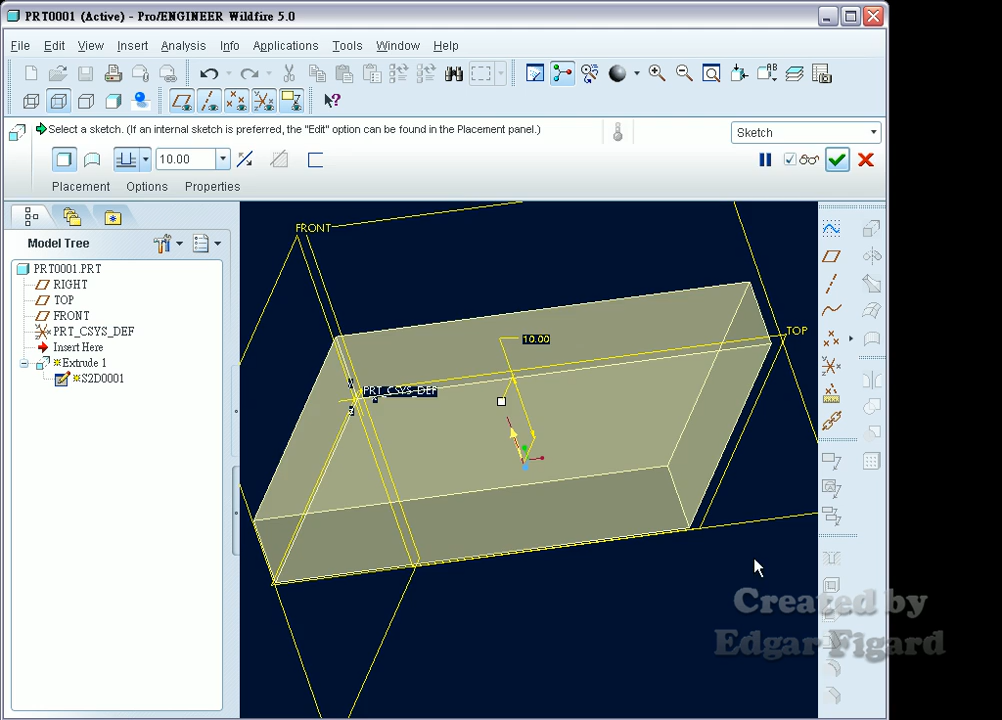 PRT0001 (Active) - Pro/ENGINEER Wildfire 5.0
File Edit View Insert Analysis Info Applications Tools Window Help
Select a sketch. (If an internal sketch is preferred, the "Edit" option can be found in the Placement panel.)
Sketch
10.00
Placement Options Properties
Model Tree
PRT0001.PRT
RIGHT
TOP
FRONT
PRT_CSYS_DEF
Insert Here
Extrude 1
S2D0001
FRONT
10.00
TOP
PRT_CSYS_DEF
Created by
Edgar Figard